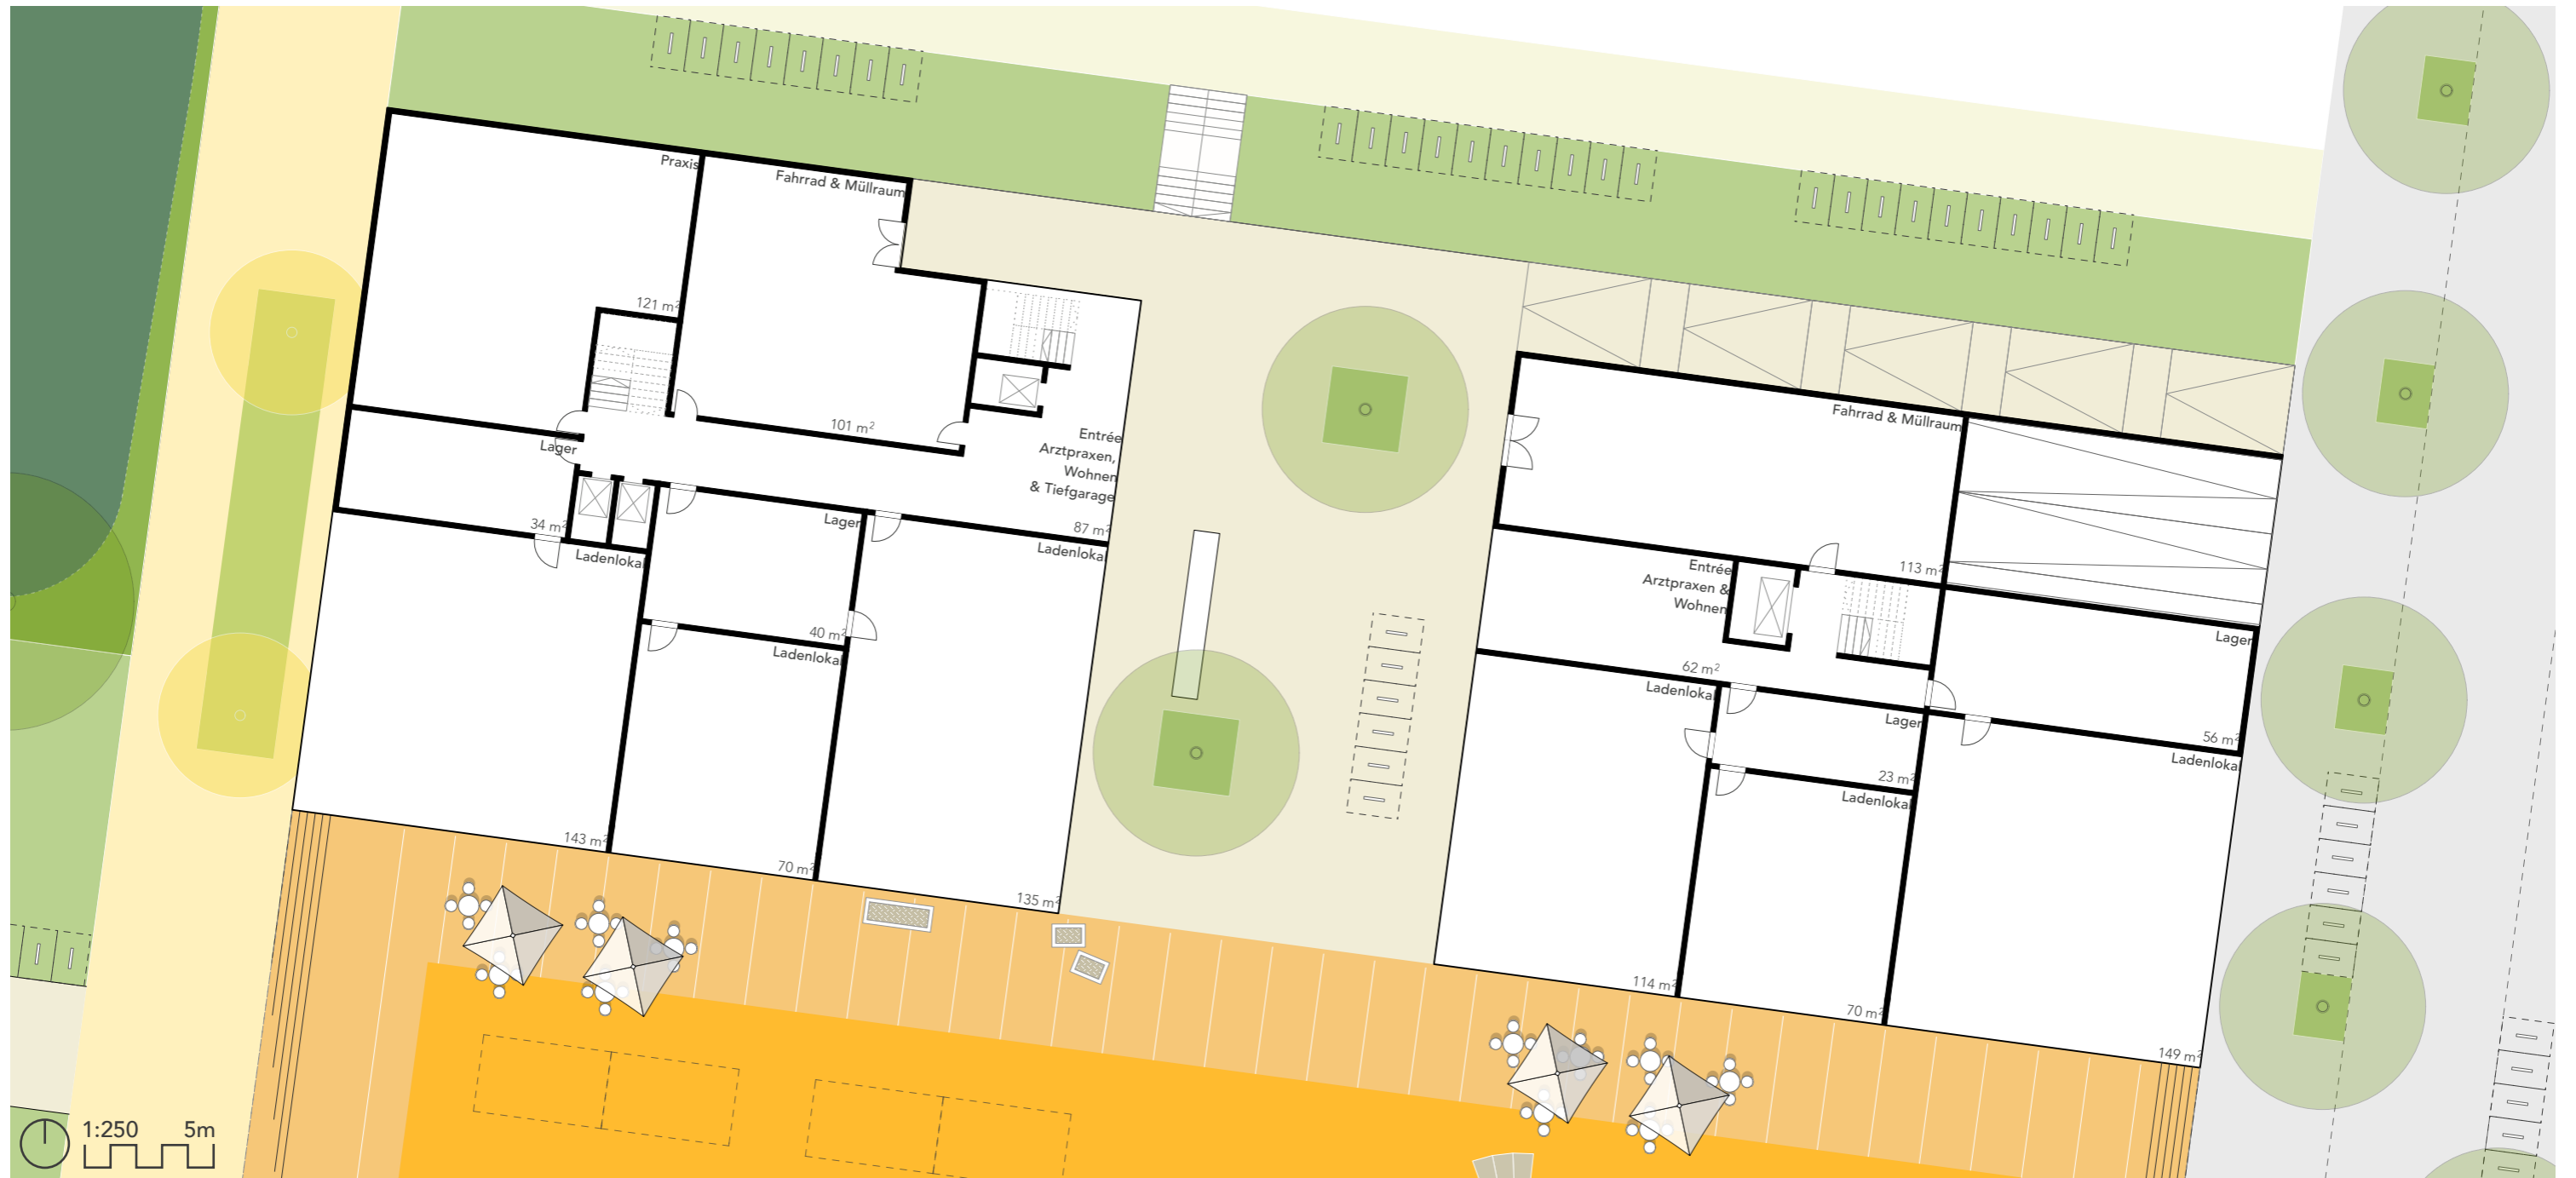 Praxis
121 m²
Fahrrad & Müllraum
101 m²
Entrée
Arztpraxen,
Wohnen
& Tiefgarage
87 m²
Lager
34 m²
Ladenlokal
143 m²
Lager
40 m²
Ladenlokal
70 m²
Ladenlokal
135 m²
Fahrrad & Müllraum
113 m²
Entrée
Arztpraxen &
Wohnen
62 m²
Lager
56 m²
Ladenlokal
114 m²
Lager
23 m²
Ladenlokal
70 m²
Ladenlokal
149 m²
1:250 5m